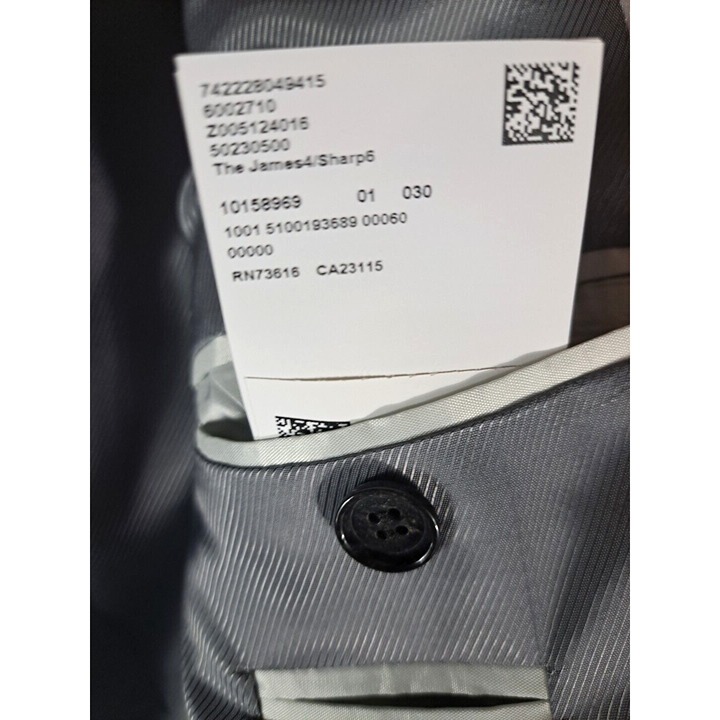 742228049415
6002710
Z005124016
50230500
The James4/Sharp6
10158969 01 030
1001 5100193689 00060
00000
RN73616 CA23115